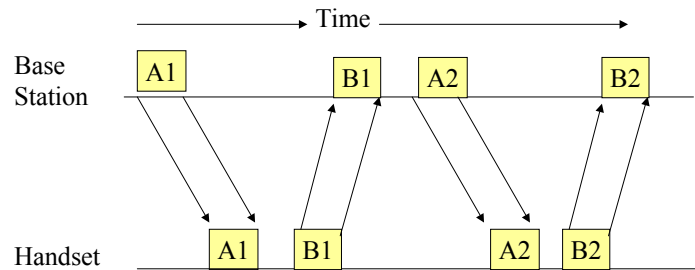 Time
Base
Station
A1 B1 A2 B2
Handset
A1 B1 A2 B2